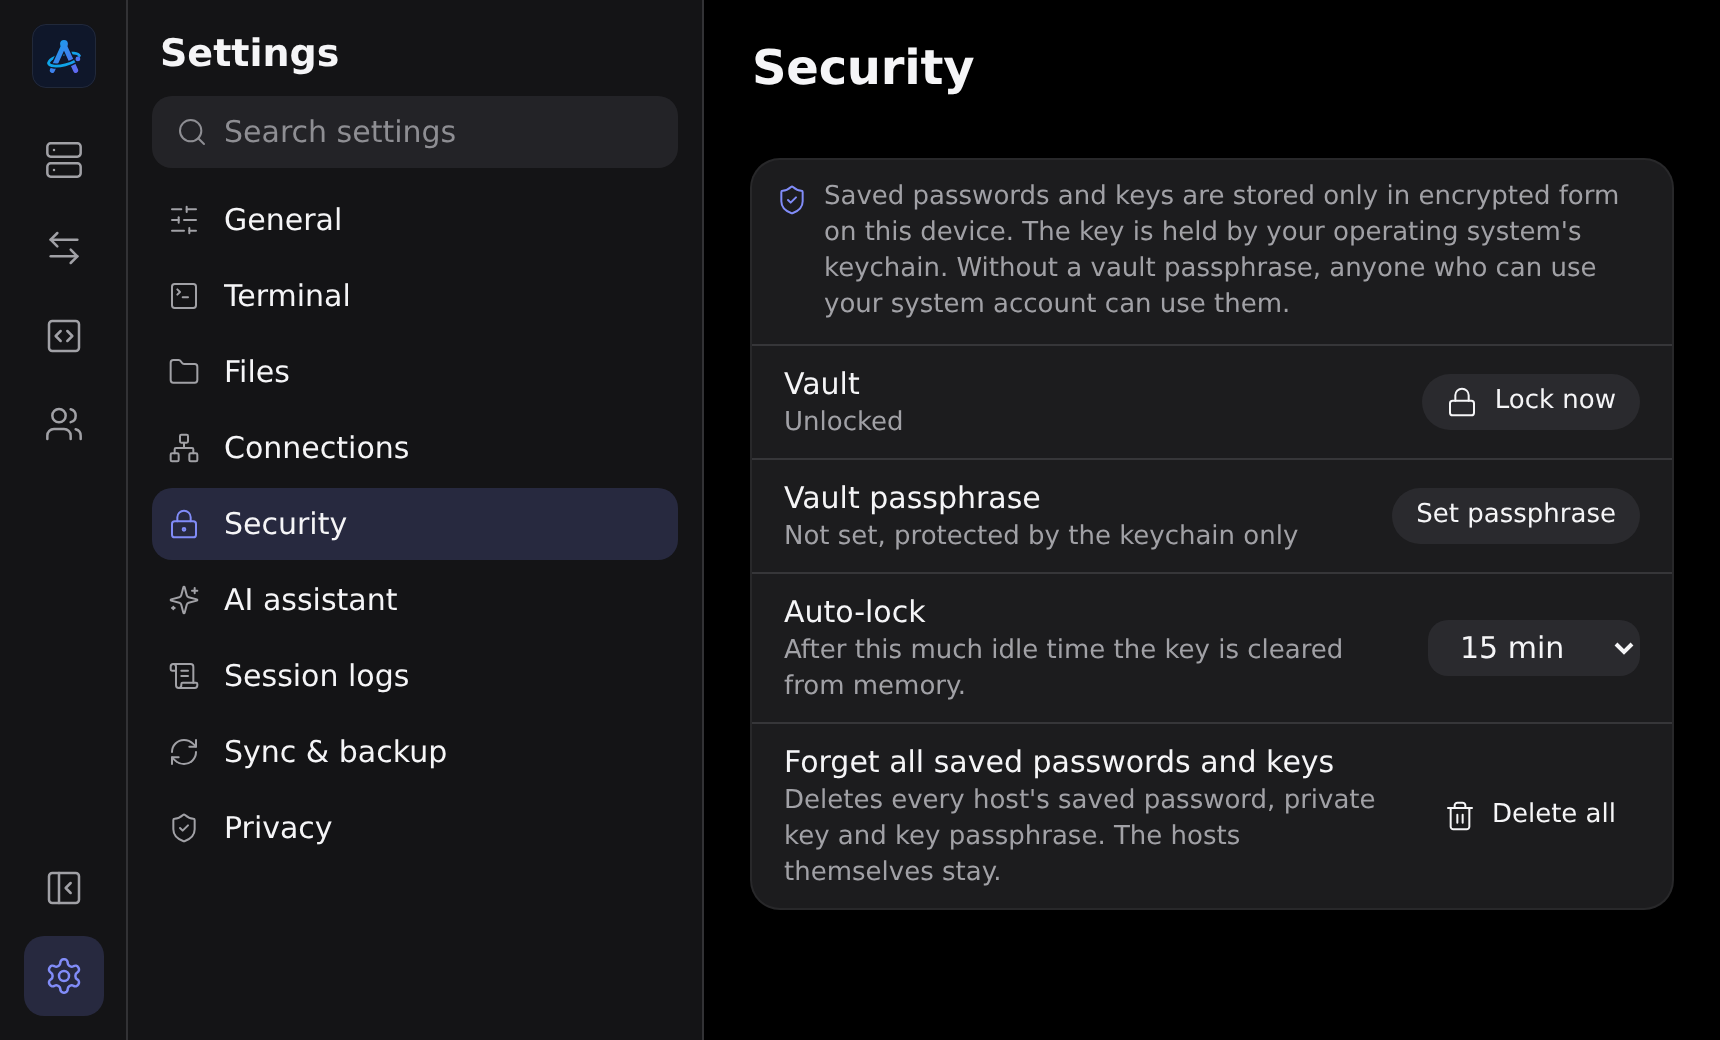 Settings
Search settings
General
Terminal
Files
Connections
Security
AI assistant
Session logs
Sync & backup
Privacy
Security
Saved passwords and keys are stored only in encrypted form
on this device. The key is held by your operating system's
keychain. Without a vault passphrase, anyone who can use
your system account can use them.
Vault
Unlocked
Lock now
Vault passphrase
Not set, protected by the keychain only
Set passphrase
Auto-lock
After this much idle time the key is cleared
from memory.
15 min
Forget all saved passwords and keys
Deletes every host's saved password, private
key and key passphrase. The hosts
themselves stay.
Delete all